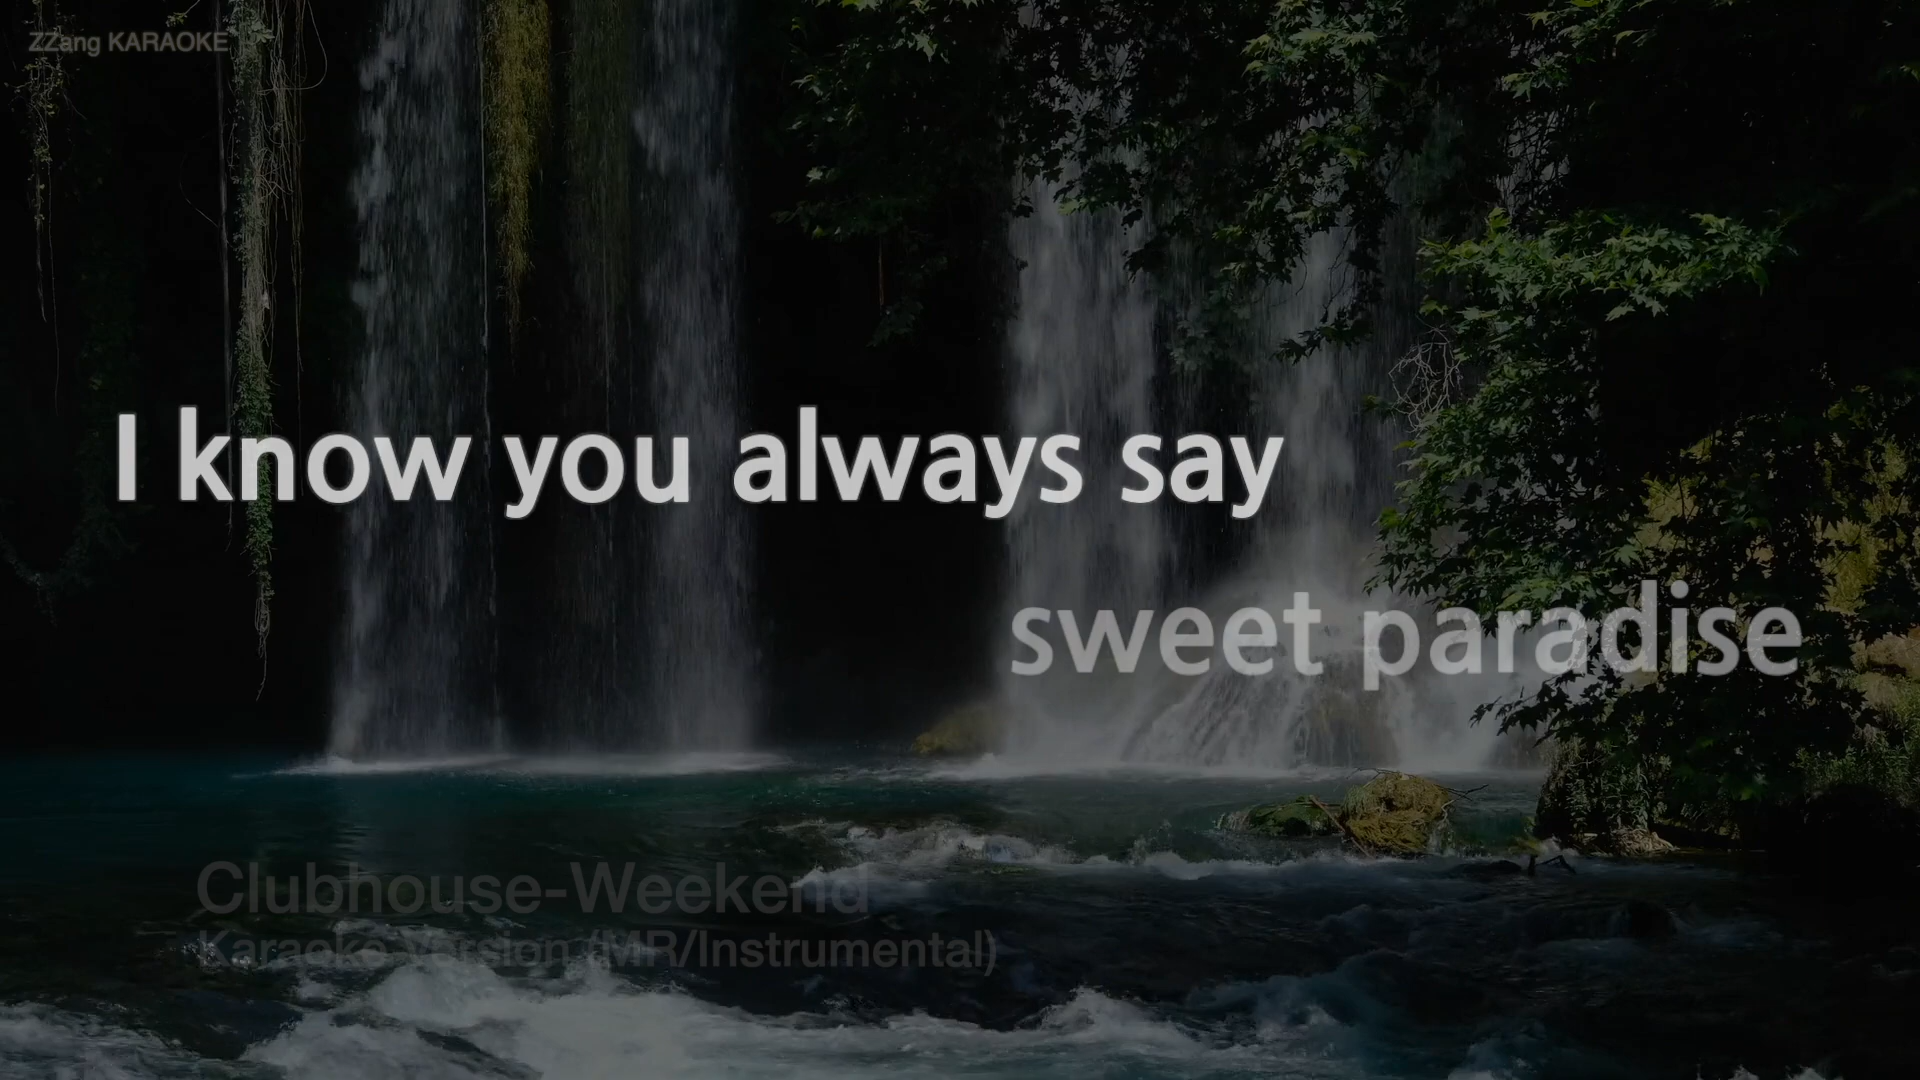 ZZang KARAOKE
I know you always say
sweet paradise
Clubhouse-Weekend
Karaoke Version (MR/Instrumental)